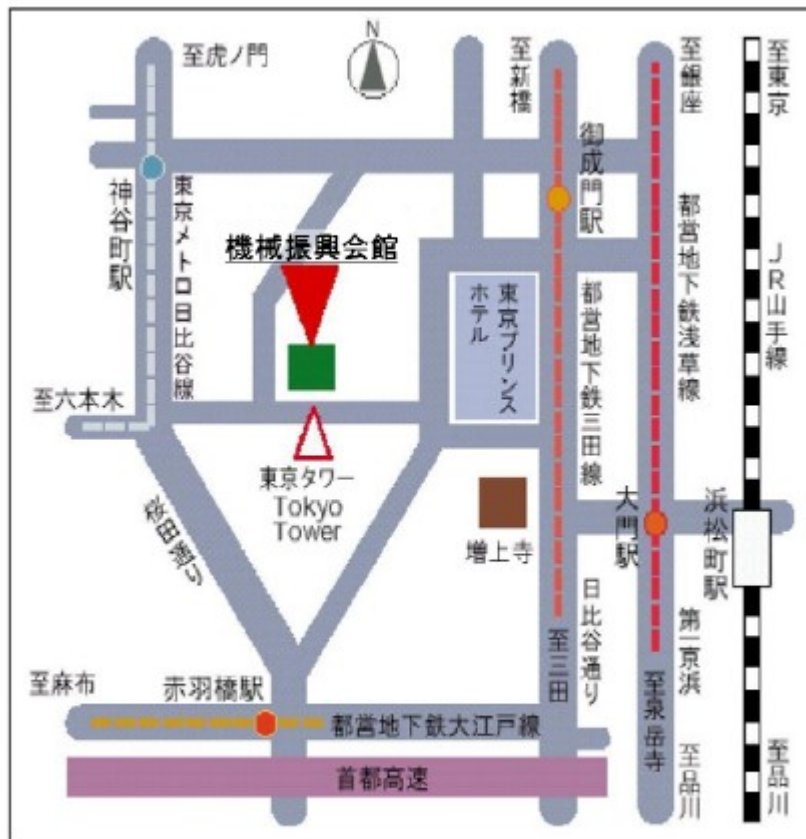 N
至虎ノ門
至新橋
至銀座
至東京
御成門駅
神谷町駅
東京メトロ日比谷線
機械振興会館
都営地下鉄浅草線
JR山手線
東京プリンス
ホテル
都営地下鉄三田線
至六本木
東京タワー
Tokyo
Tower
増上寺
大門駅
浜松町駅
桜田通り
日比谷通り
第一京浜
至三田
至麻布
赤羽橋駅
都営地下鉄大江戸線
至泉岳寺
至品川
至品川
首都高速